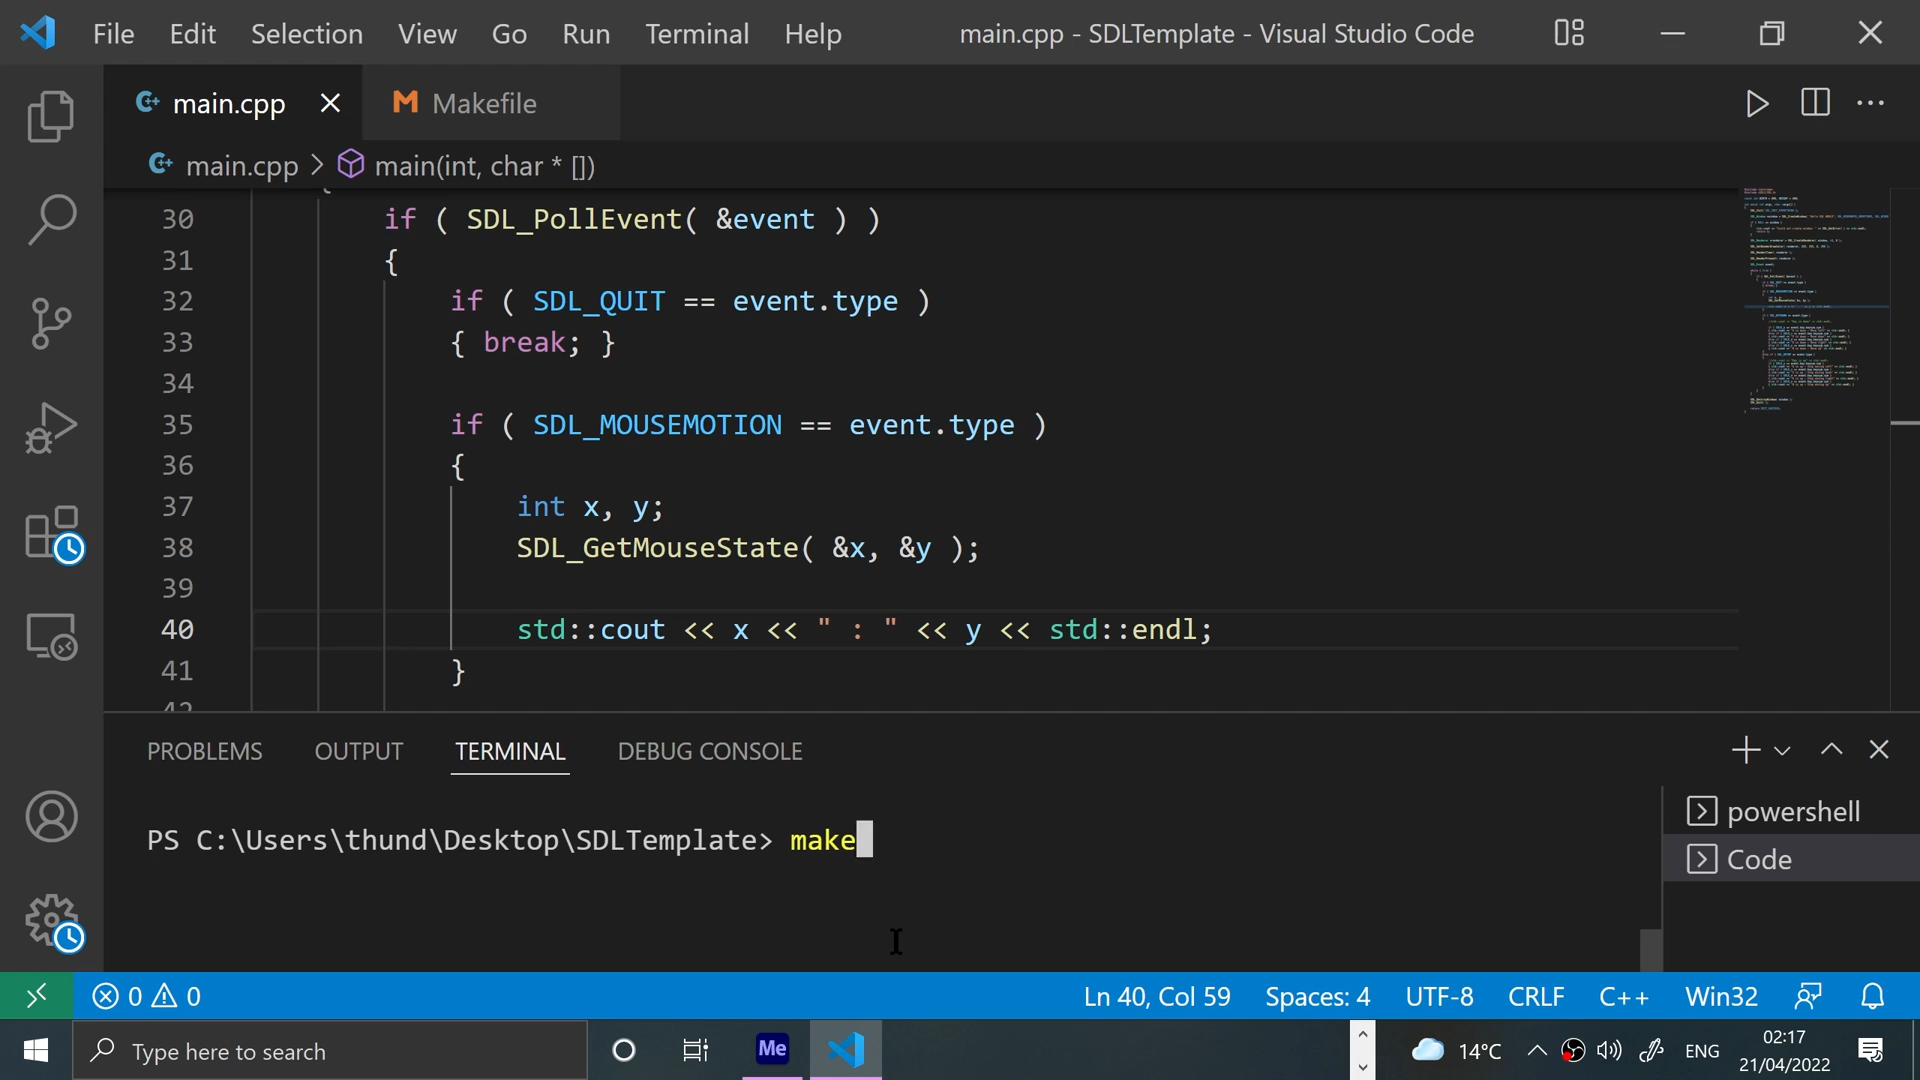 File Edit Selection View Go Run Terminal Help main.cpp - SDLTemplate - Visual Studio Code
main.cpp Makefile
main.cpp > main(int, char * [])
30 if ( SDL_PollEvent( &event ) )
31 {
32 if ( SDL_QUIT == event.type )
33 { break; }
34
35 if ( SDL_MOUSEMOTION == event.type )
36 {
37 int x, y;
38 SDL_GetMouseState( &x, &y );
39
40 std::cout << x << " : " << y << std::endl;
41 }
42
PROBLEMS OUTPUT TERMINAL DEBUG CONSOLE
PS C:\Users\thund\Desktop\SDLTemplate> make
powershell
Code
0 0 Ln 40, Col 59 Spaces: 4 UTF-8 CRLF C++ Win32
Type here to search Me 14°C ENG 02:17
21/04/2022